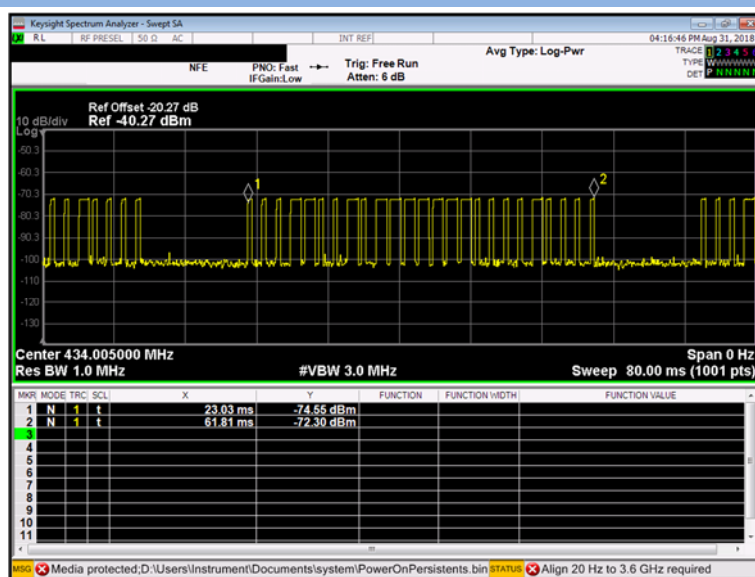 Keysight Spectrum Analyzer - Swept SA
LXI RL RF PRESEL 50 Ω AC INT REF 04:16:46 PM Aug 31, 2018
NFE PNO: Fast IFGain:Low Trig: Free Run Atten: 6 dB Avg Type: Log-Pwr TRACE 1 2 3 4 5
TYPE W
DET P N N N N
Ref Offset -20.27 dB
10 dB/div Ref -40.27 dBm
Log
-50.3
-60.3
-70.3
-80.3
-90.3
-100
-110
-120
-130
1
2
Center 434.005000 MHz Span 0 Hz
Res BW 1.0 MHz #VBW 3.0 MHz Sweep 80.00 ms (1001 pts)
MKR MODE TRC SCL X Y FUNCTION FUNCTION WIDTH FUNCTION VALUE
1 N 1 t 23.03 ms -74.55 dBm
2 N 1 t 61.81 ms -72.30 dBm
3
4
5
6
7
8
9
10
11
MSG Media protected;D:\Users\Instrument\Documents\system\PowerOnPersistents.bin STATUS Align 20 Hz to 3.6 GHz required